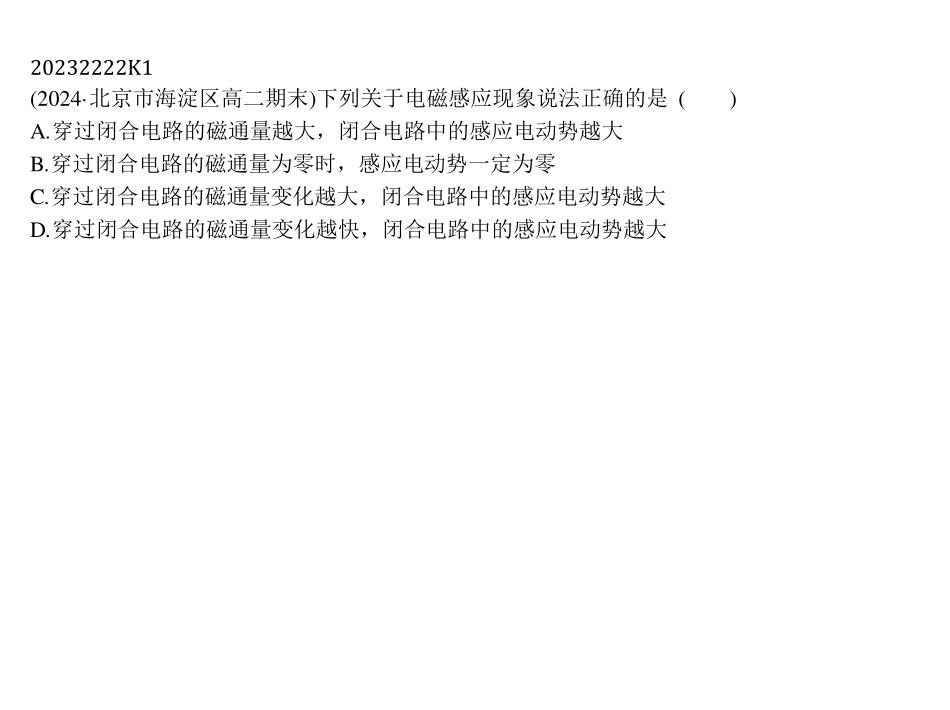 20232222K1
(2024·北京市海淀区高二期末)下列关于电磁感应现象说法正确的是 (　　)
A.穿过闭合电路的磁通量越大，闭合电路中的感应电动势越大
B.穿过闭合电路的磁通量为零时，感应电动势一定为零
C.穿过闭合电路的磁通量变化越大，闭合电路中的感应电动势越大
D.穿过闭合电路的磁通量变化越快，闭合电路中的感应电动势越大